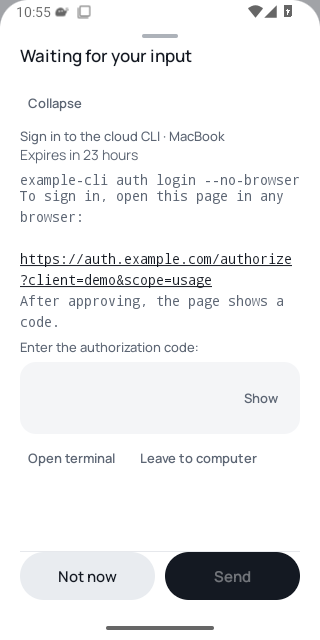 10:55
Waiting for your input
Collapse
Sign in to the cloud CLI · MacBook
Expires in 23 hours
example-cli auth login --no-browser
To sign in, open this page in any
browser:
https://auth.example.com/authorize
?client=demo&scope=usage
After approving, the page shows a
code.
Enter the authorization code:
Show
Open terminal Leave to computer
Not now Send